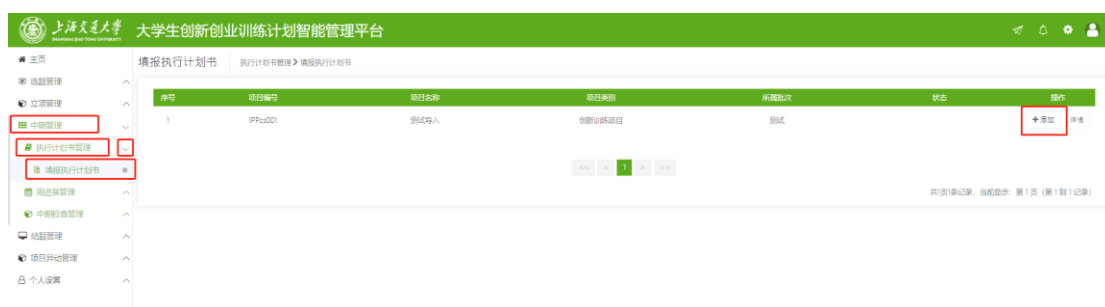 上海交通大学 大学生创新创业训练计划智能管理平台
SHANGHAI JIAO TONG UNIVERSITY
主页
填报执行计划书 执行计划书管理 > 填报执行计划书
选题管理
立项管理
中期管理
执行计划书管理
填报执行计划书
周进展管理
中期检查管理
结题管理
项目异动管理
个人设置
序号 项目编号 项目名称 项目类别 所属批次 状态 操作
1 IPPcs001 测试导入 创新训练项目 测试 +添加 详情
<< < 1 > >>
共1页1条记录，当前显示：第 1 页（第 1 到 1 记录）